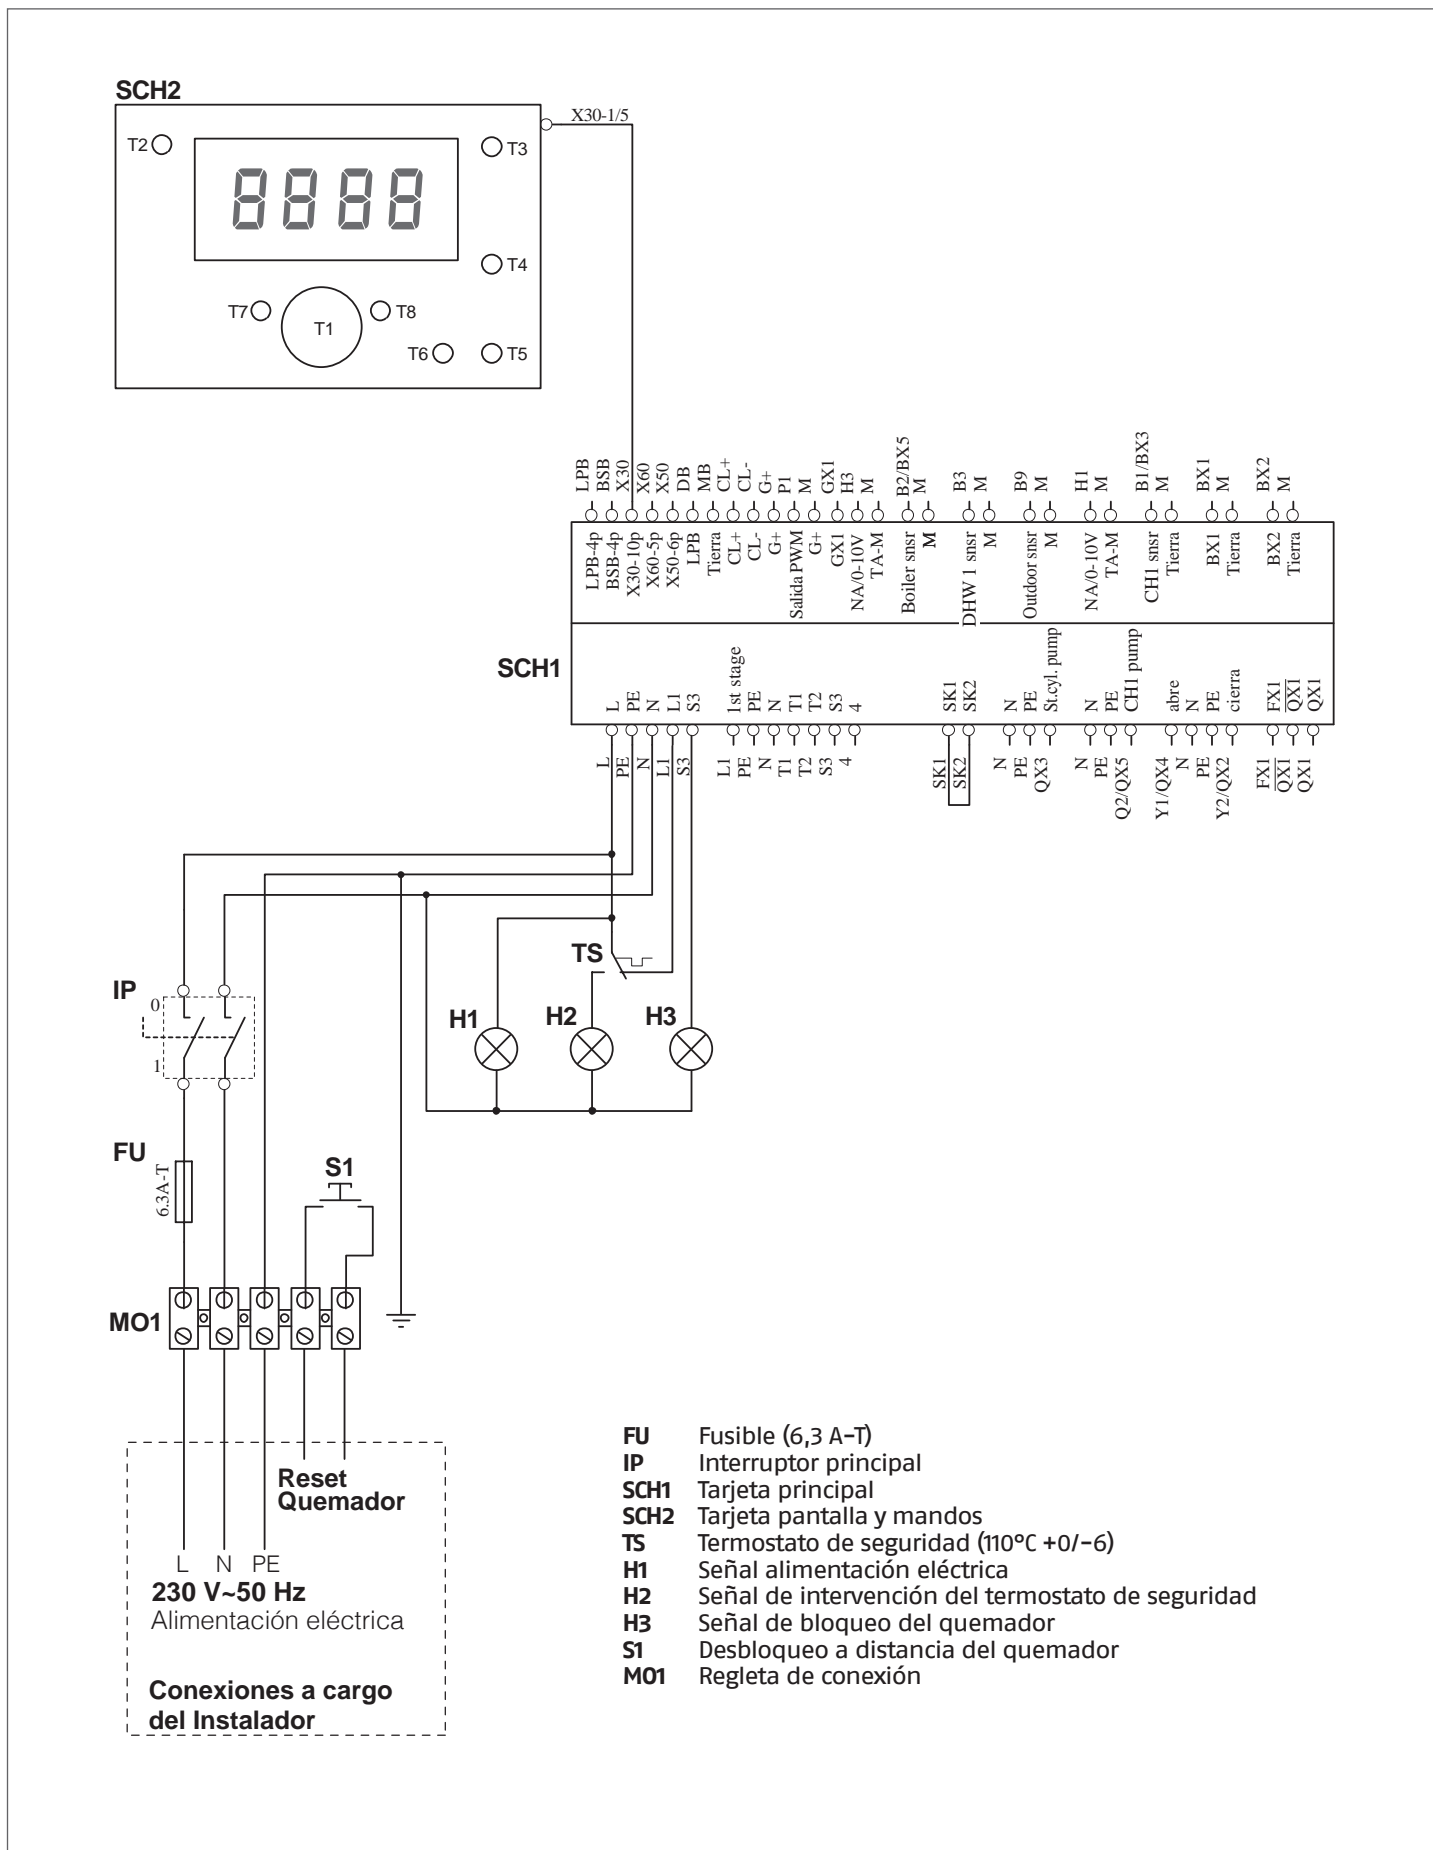 SCH2
X30-1/5
T2
T3
T4
T7
T8
T1
T6
T5
LPB
BSB
X30
X60
X50
DB
MB
CL+
CL-
G+
P1
M
GX1
H3
M
B2/BX5
M
B3
M
B9
M
H1
M
B1/BX3
M
BX1
M
BX2
M
LPB-4p
BSB-4p
X30-10p
X60-5p
X50-6p
LPB
Tierra
CL+
CL-
G+
Salida PWM
G+
GX1
NA/0-10V
TA-M
Boiler snsr
M
DHW 1 snsr
M
Outdoor snsr
M
NA/0-10V
TA-M
CH1 snsr
Tierra
BX1
Tierra
BX2
Tierra
SCH1
L
PE
N
L1
S3
1st stage
PE
N
T1
T2
S3
4
SK1
SK2
N
PE
St.cyl. pump
N
PE
CH1 pump
abre
N
PE
cierra
FX1
QX1
QX1
L
PE
N
L1
S3
L1
PE
N
T1
T2
S3
4
SK1
SK2
N
PE
QX3
N
PE
Q2/QX5
Y1/QX4
N
PE
Y2/QX2
FX1
QX1
QX1
TS
IP
0
1
H1
H2
H3
FU
6.3A-T
S1
MO1
Reset
Quemador
L N PE
230 V~50 Hz
Alimentación eléctrica
Conexiones a cargo
del Instalador
FU Fusible (6,3 A-T)
IP Interruptor principal
SCH1 Tarjeta principal
SCH2 Tarjeta pantalla y mandos
TS Termostato de seguridad (110°C +0/-6)
H1 Señal alimentación eléctrica
H2 Señal de intervención del termostato de seguridad
H3 Señal de bloqueo del quemador
S1 Desbloqueo a distancia del quemador
MO1 Regleta de conexión